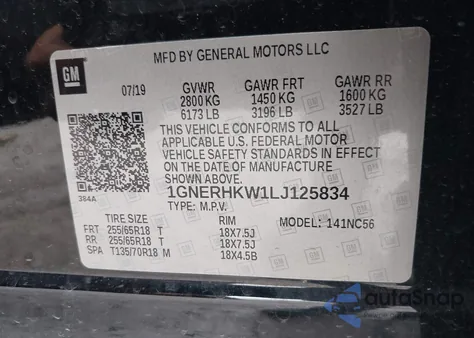 MFD BY GENERAL MOTORS LLC
GM
07/19 GVWR GAWR FRT GAWR RR
2800 KG 1450 KG 1600 KG
6173 LB 3196 LB 3527 LB
THIS VEHICLE CONFORMS TO ALL
APPLICABLE U.S. FEDERAL MOTOR
VEHICLE SAFETY STANDARDS IN EFFECT
ON THE DATE OF MANUFACTURE
SHOWN ABOVE.
384A
1GNERHKW1LJ125834
TYPE: M.P.V. MODEL: 141NC56
TIRE SIZE RIM
FRT 255/65R18 T 18X7.5J
RR 255/65R18 T 18X7.5J
SPA T135/70R18 M 18X4.5B
autoSnap